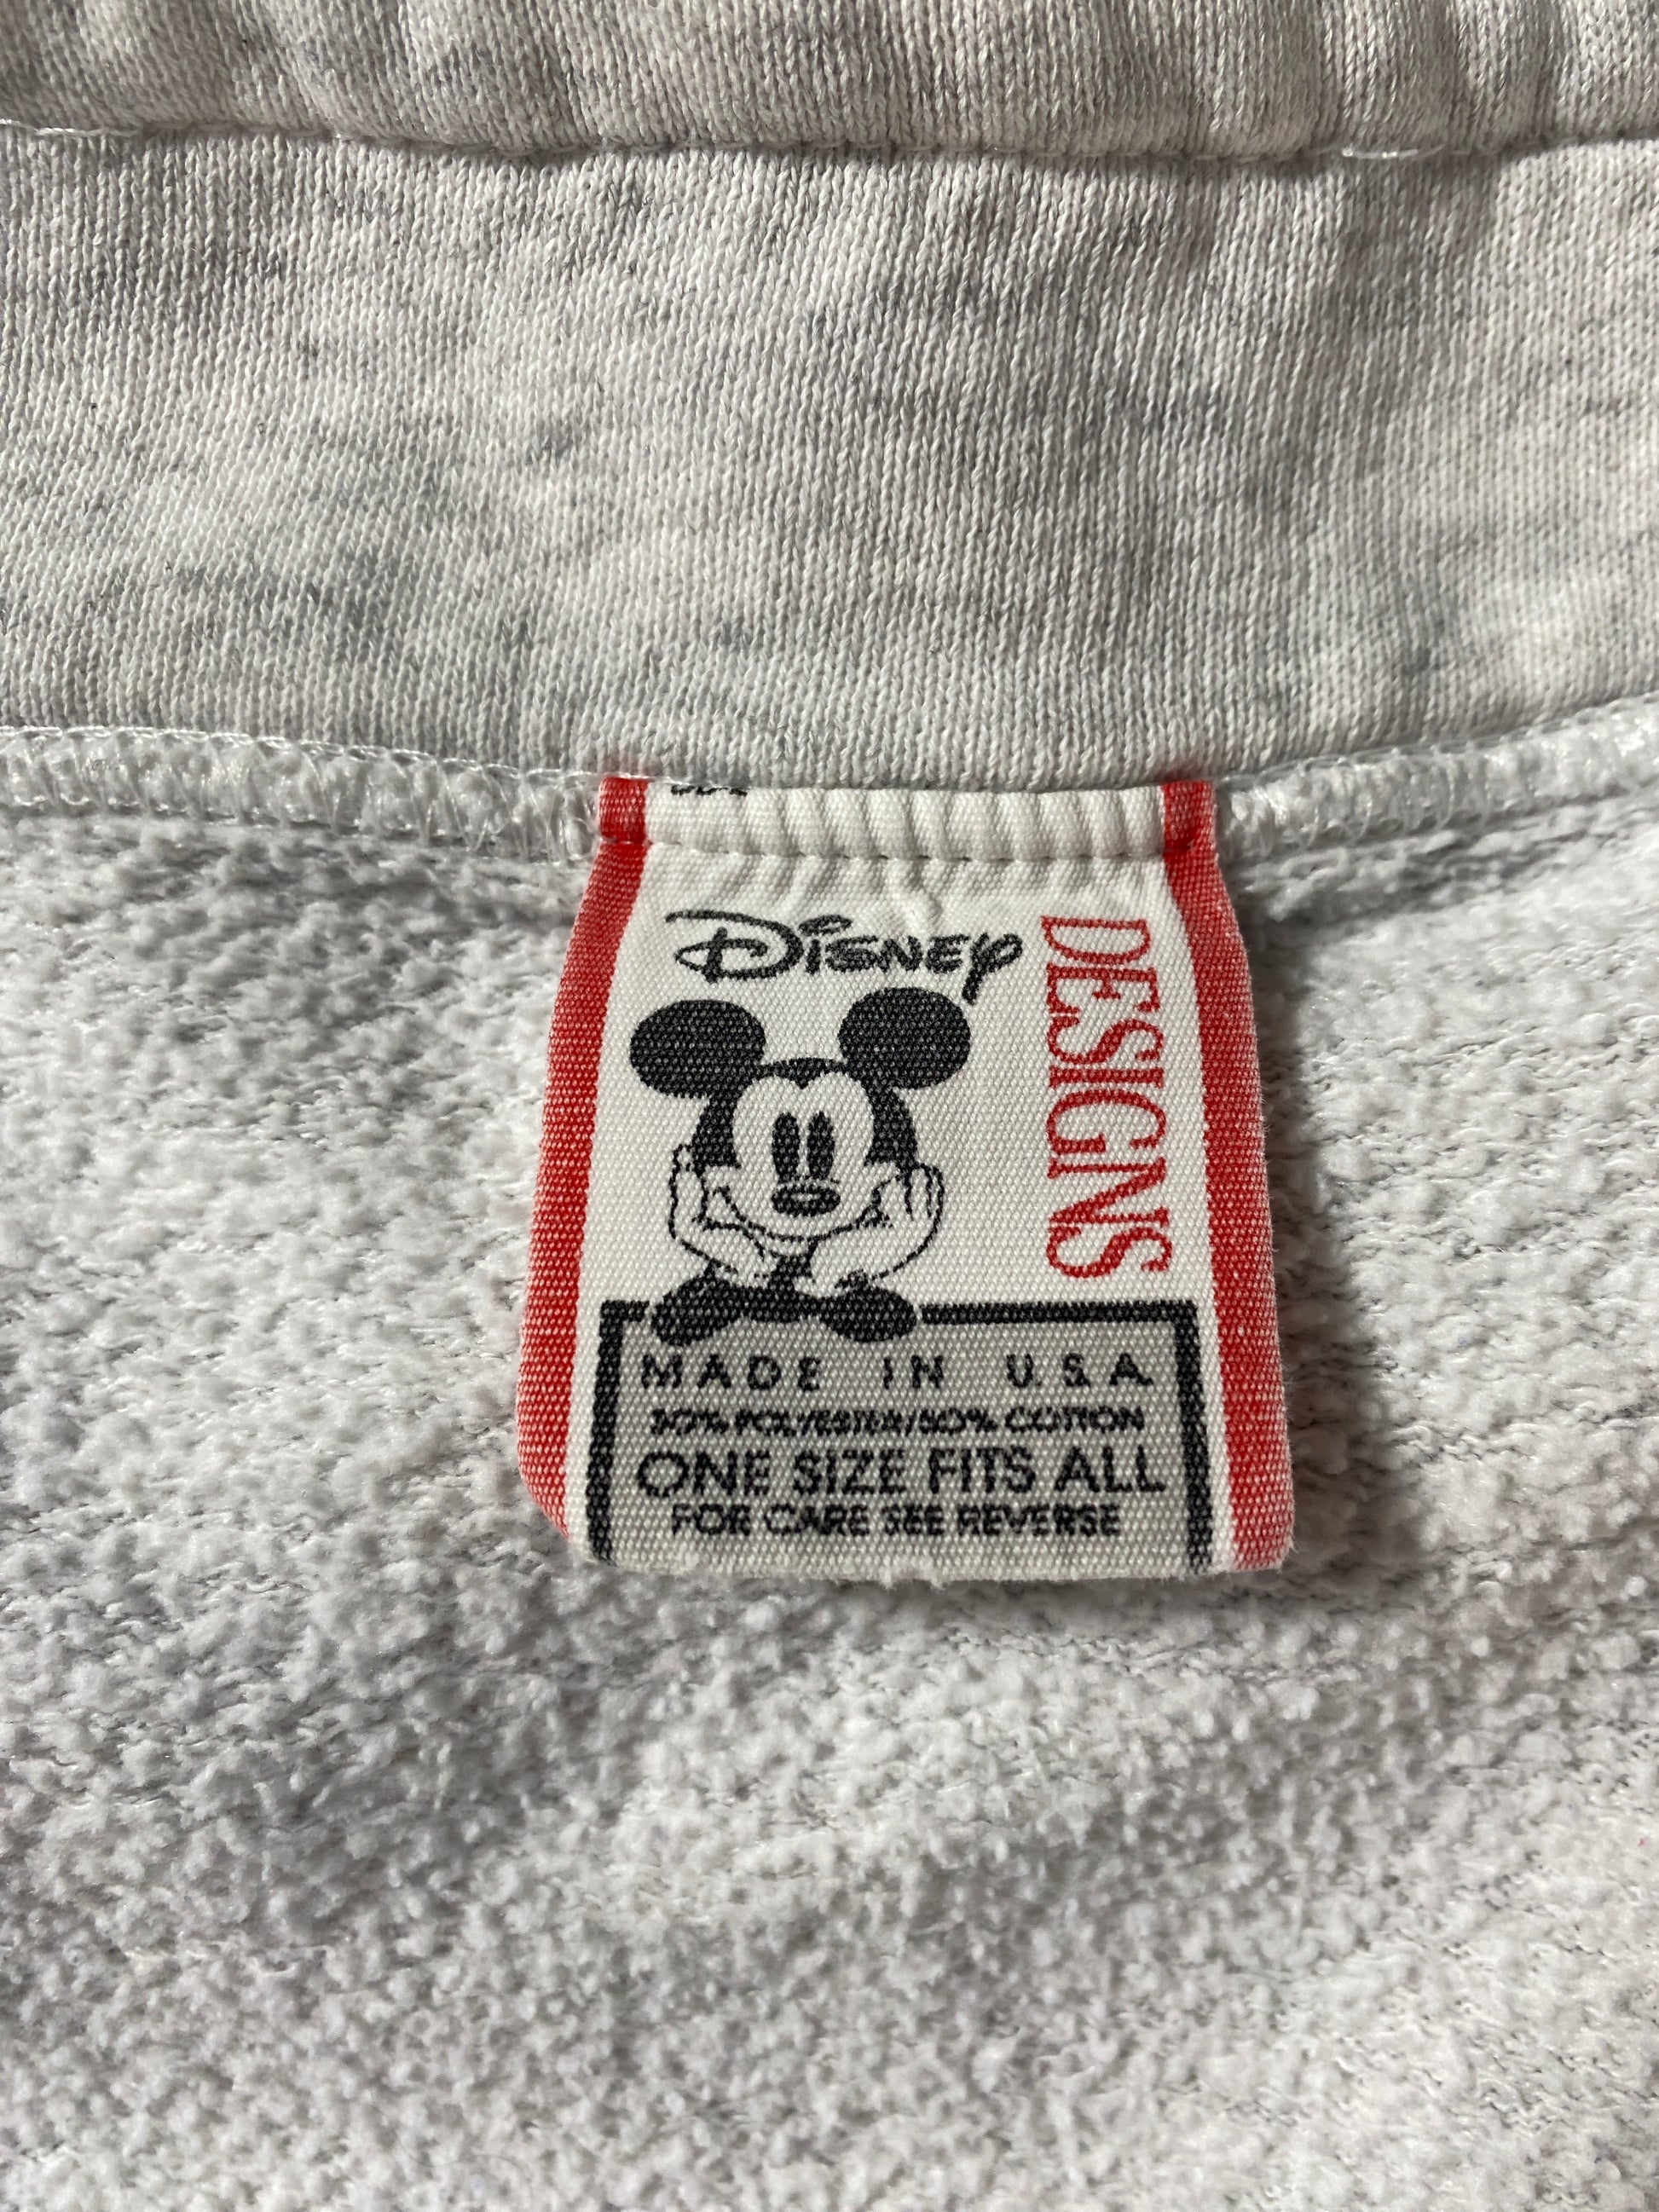 DISNEY
DESIGNS
MADE IN U.S.A.
50% POLYESTER/50% COTTON
ONE SIZE FITS ALL
FOR CARE SEE REVERSE